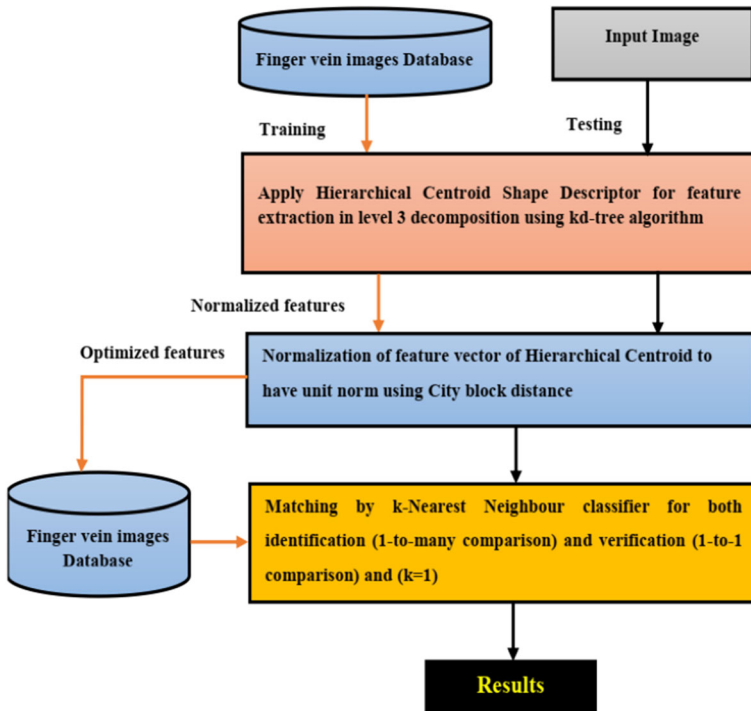 Finger vein images Database
Input Image
Training
Testing
Apply Hierarchical Centroid Shape Descriptor for feature
extraction in level 3 decomposition using kd-tree algorithm
Normalized features
Optimized features
Normalization of feature vector of Hierarchical Centroid to
have unit norm using City block distance
Finger vein images
Database
Matching by k-Nearest Neighbour classifier for both
identification (1-to-many comparison) and verification (1-to-1
comparison) and (k=1)
Results